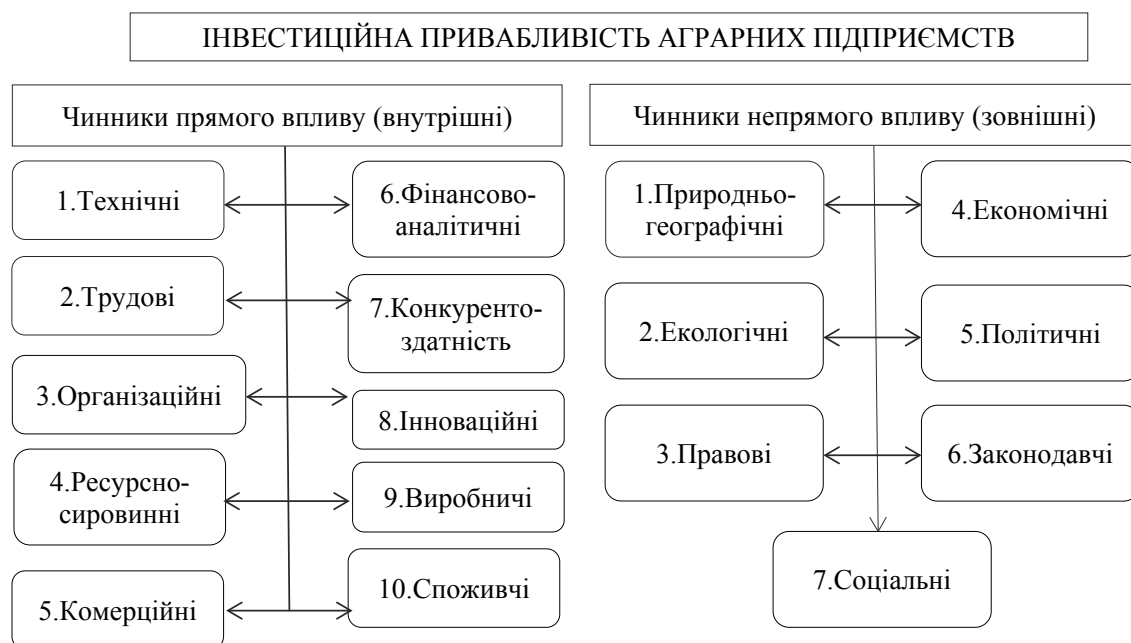 ІНВЕСТИЦІЙНА ПРИВАБЛИВІСТЬ АГРАРНИХ ПІДПРИЄМСТВ
Чинники прямого впливу (внутрішні)
1.Технічні
2.Трудові
3.Організаційні
4.Ресурсно-
сировинні
5.Комерційні
6.Фінансово-
аналітичні
7.Конкуренто-
здатність
8.Інноваційні
9.Виробничі
10.Споживчі
Чинники непрямого впливу (зовнішні)
1.Природньо-
географічні
2.Екологічні
3.Правові
4.Економічні
5.Політичні
6.Законодавчі
7.Соціальні